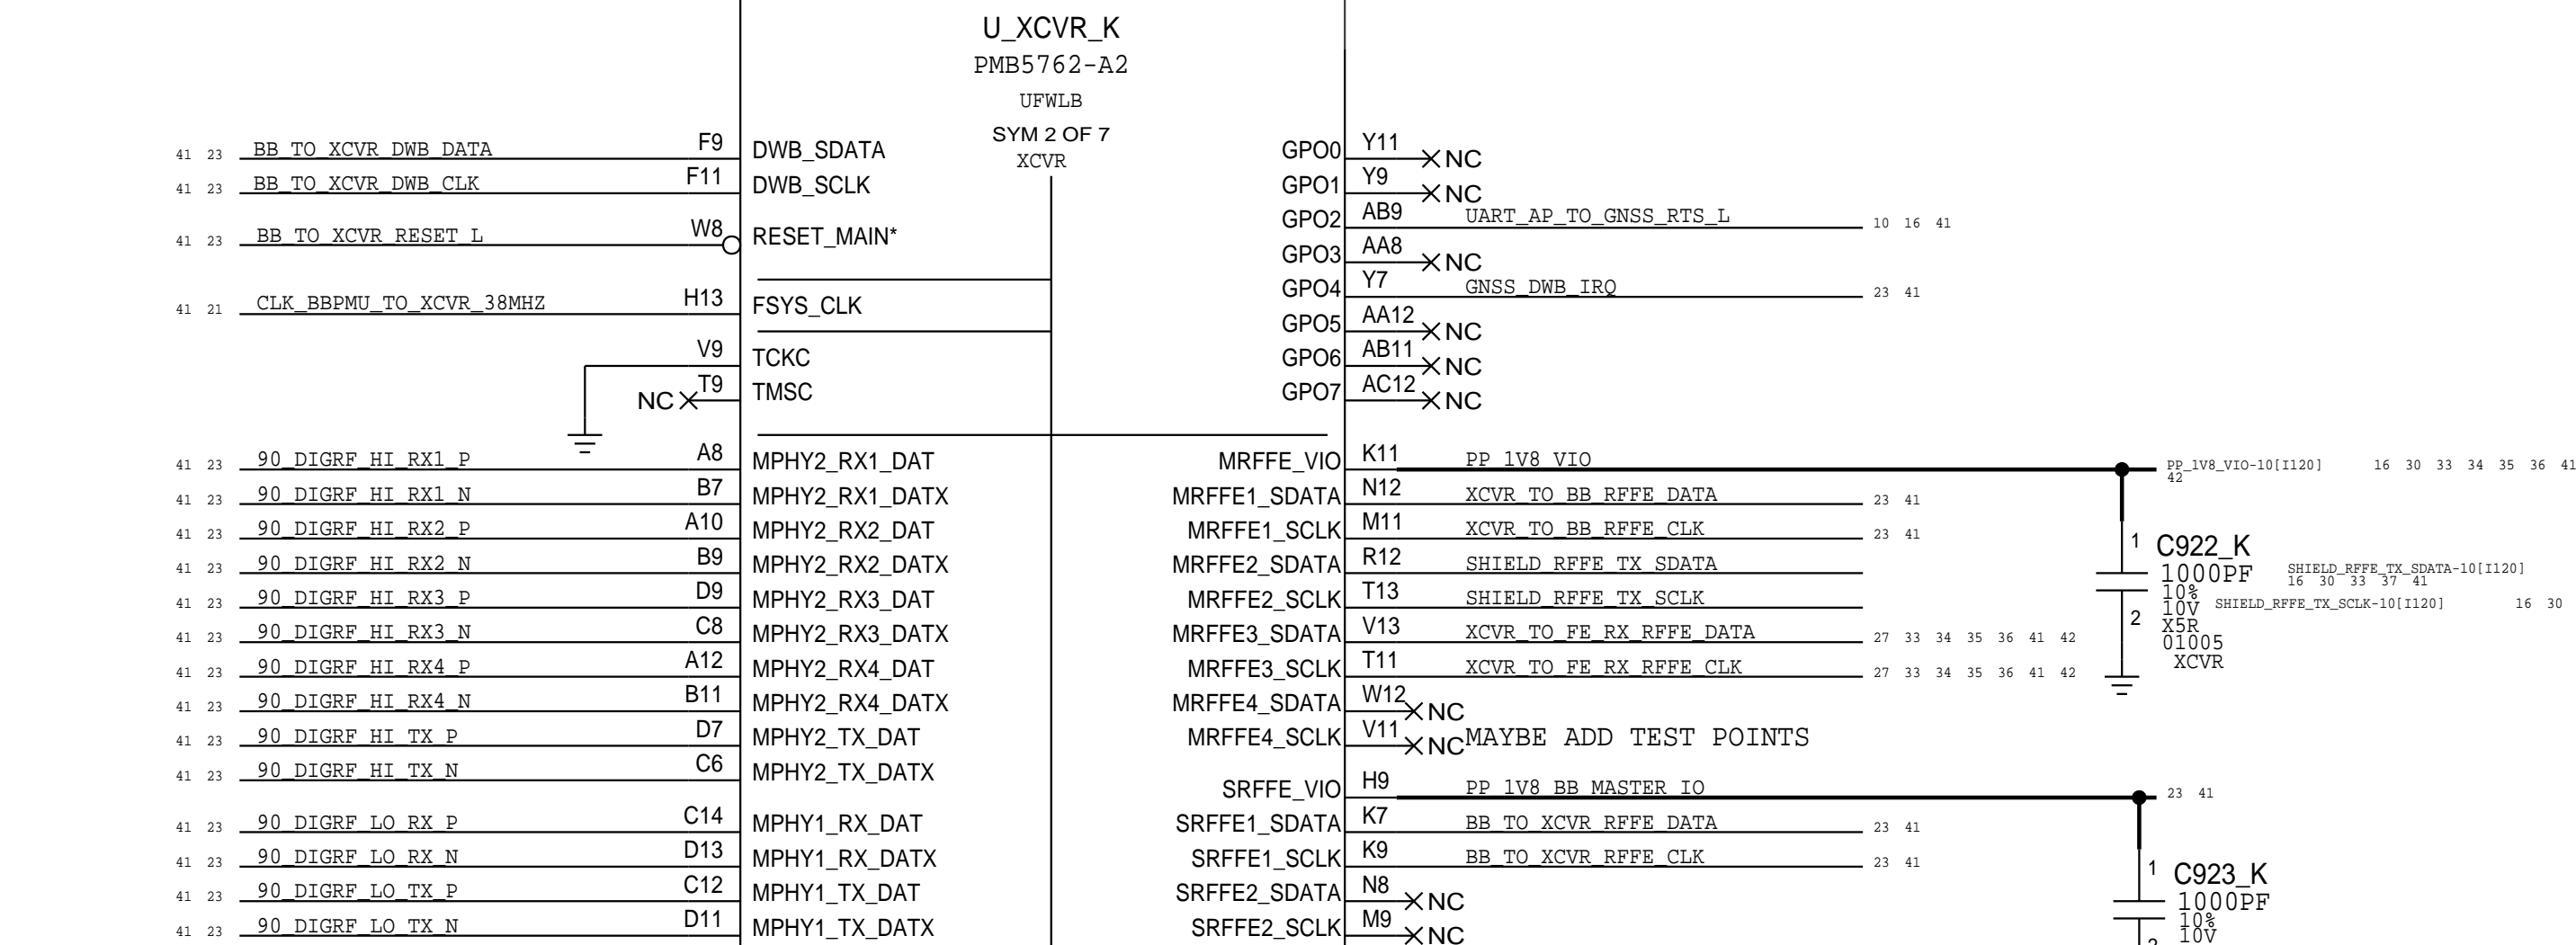 U_XCVR_K
PMB5762-A2
UFWLB
SYM 2 OF 7
XCVR
41 23 BB_TO_XCVR_DWB_DATA F9 DWB_SDATA
41 23 BB_TO_XCVR_DWB_CLK F11 DWB_SCLK
41 23 BB_TO_XCVR_RESET_L W8 RESET_MAIN*
41 21 CLK_BBPMU_TO_XCVR_38MHZ H13 FSYS_CLK
V9 TCKC
NC T9 TMSC
41 23 90_DIGRF_HI_RX1_P A8 MPHY2_RX1_DAT
41 23 90_DIGRF_HI_RX1_N B7 MPHY2_RX1_DATX
41 23 90_DIGRF_HI_RX2_P A10 MPHY2_RX2_DAT
41 23 90_DIGRF_HI_RX2_N B9 MPHY2_RX2_DATX
41 23 90_DIGRF_HI_RX3_P D9 MPHY2_RX3_DAT
41 23 90_DIGRF_HI_RX3_N C8 MPHY2_RX3_DATX
41 23 90_DIGRF_HI_RX4_P A12 MPHY2_RX4_DAT
41 23 90_DIGRF_HI_RX4_N B11 MPHY2_RX4_DATX
41 23 90_DIGRF_HI_TX_P D7 MPHY2_TX_DAT
41 23 90_DIGRF_HI_TX_N C6 MPHY2_TX_DATX
41 23 90_DIGRF_LO_RX_P C14 MPHY1_RX_DAT
41 23 90_DIGRF_LO_RX_N D13 MPHY1_RX_DATX
41 23 90_DIGRF_LO_TX_P C12 MPHY1_TX_DAT
41 23 90_DIGRF_LO_TX_N D11 MPHY1_TX_DATX
GPO0 Y11 NC
GPO1 Y9 NC
GPO2 AB9 UART_AP_TO_GNSS_RTS_L 10 16 41
GPO3 AA8 NC
GPO4 Y7 GNSS_DWB_IRQ 23 41
GPO5 AA12 NC
GPO6 AB11 NC
GPO7 AC12 NC
MRFFE_VIO K11 PP_1V8_VIO PP_1V8_VIO-10[I120] 16 30 33 34 35 36 41
42
MRFFE1_SDATA N12 XCVR_TO_BB_RFFE_DATA 23 41
MRFFE1_SCLK M11 XCVR_TO_BB_RFFE_CLK 23 41
MRFFE2_SDATA R12 SHIELD_RFFE_TX_SDATA
MRFFE2_SCLK T13 SHIELD_RFFE_TX_SCLK
MRFFE3_SDATA V13 XCVR_TO_FE_RX_RFFE_DATA 27 33 34 35 36 41 42
MRFFE3_SCLK T11 XCVR_TO_FE_RX_RFFE_CLK 27 33 34 35 36 41 42
MRFFE4_SDATA W12 NC
MRFFE4_SCLK V11 NC MAYBE ADD TEST POINTS
SRFFE_VIO H9 PP_1V8_BB_MASTER_IO 23 41
SRFFE1_SDATA K7 BB_TO_XCVR_RFFE_DATA 23 41
SRFFE1_SCLK K9 BB_TO_XCVR_RFFE_CLK 23 41
SRFFE2_SDATA N8 NC
SRFFE2_SCLK M9 NC
1 C922_K
1000PF
10%
10V
2 X5R
01005
XCVR
SHIELD_RFFE_TX_SDATA-10[I120]
16 30 33 37 41
SHIELD_RFFE_TX_SCLK-10[I120] 16 30
1 C923_K
1000PF
10%
10V
2